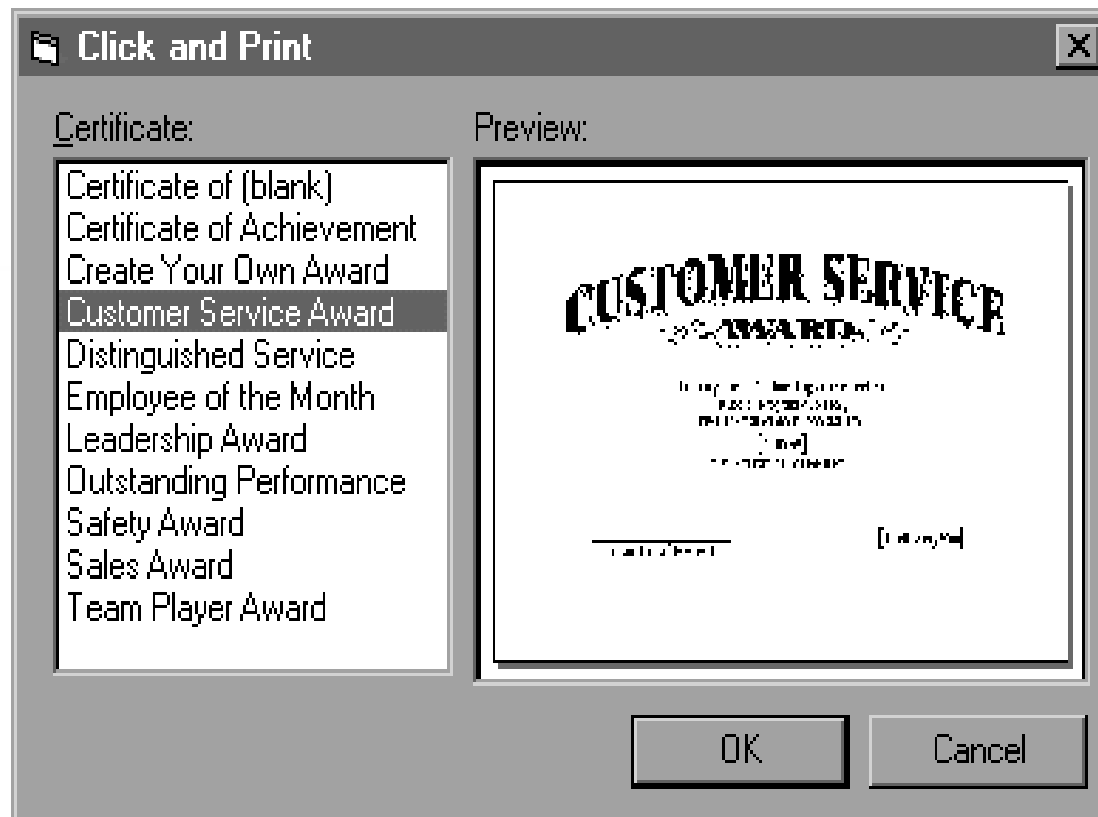 Click and Print
Certificate:
Certificate of (blank)
Certificate of Achievement
Create Your Own Award
Customer Service Award
Distinguished Service
Employee of the Month
Leadership Award
Outstanding Performance
Safety Award
Sales Award
Team Player Award
Preview:
CUSTOMER SERVICE
AWARD
OK
Cancel